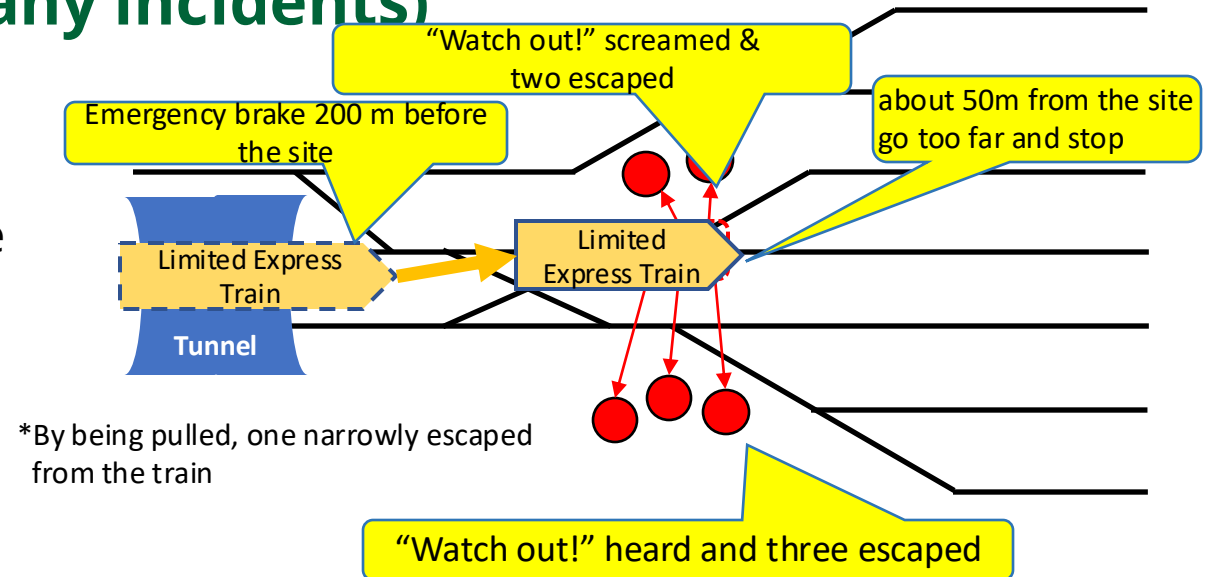 any incidents)
“Watch out!” screamed &
two escaped
Emergency brake 200 m before
the site
about 50m from the site
go too far and stop
e
Limited Express
Train
Limited
Express Train
Tunnel
*By being pulled, one narrowly escaped
from the train
“Watch out!” heard and three escaped